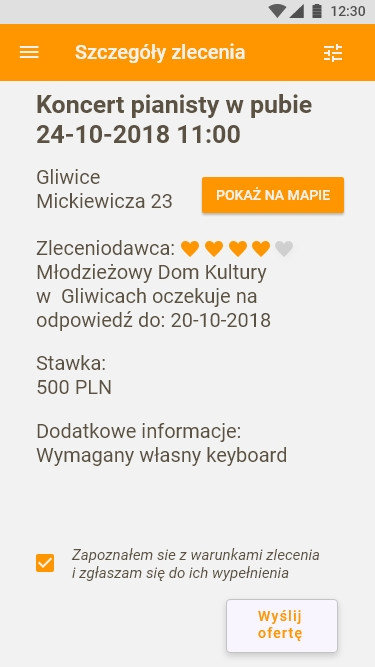 12:30
Szczegóły zlecenia
Koncert pianisty w pubie
24-10-2018 11:00
Gliwice
Mickiewicza 23
POKAŻ NA MAPIE
Zleceniodawca:
Młodzieżowy Dom Kultury
w Gliwicach oczekuje na
odpowiedź do: 20-10-2018
Stawka:
500 PLN
Dodatkowe informacje:
Wymagany własny keyboard
Zapoznałem sie z warunkami zlecenia
i zgłaszam się do ich wypełnienia
Wyślij
ofertę